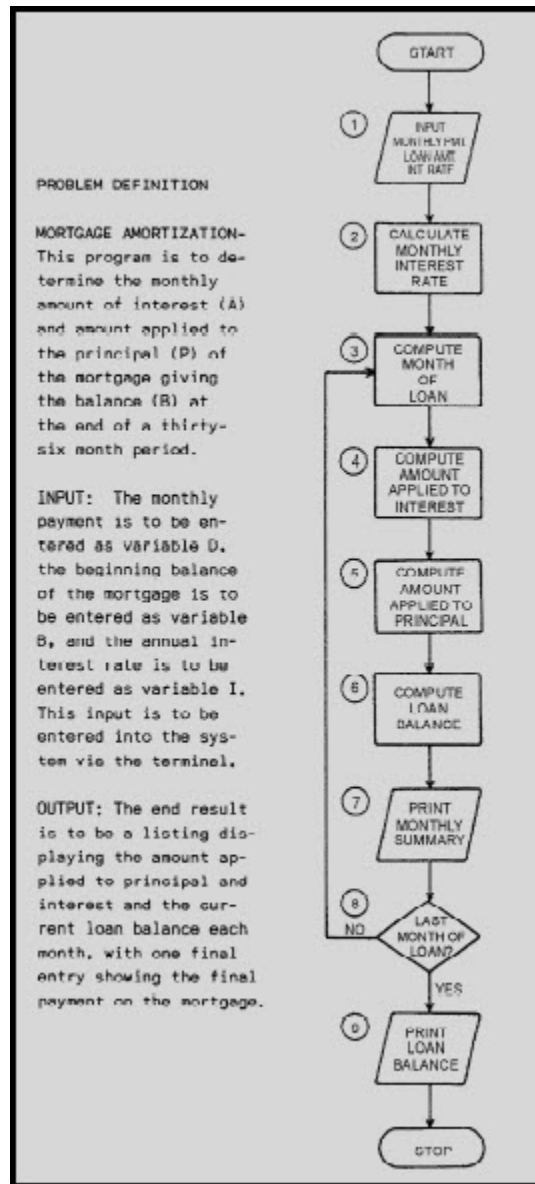 PROBLEM DEFINITION
MORTGAGE AMORTIZATION-
This program is to de-
termine the monthly
amount of interest (A)
and amount applied to
the principal (P) of
the mortgage giving
the balance (B) at
the end of a thirty-
six month period.
INPUT: The monthly
payment is to be en-
tered as variable D,
the beginning balance
of the mortgage is to
be entered as variable
B, and the annual in-
terest rate is to be
entered as variable I.
This input is to be
entered into the sys-
tem via the terminal.
OUTPUT: The end result
is to be a listing dis-
playing the amount ap-
plied to principal and
interest and the cur-
rent loan balance each
month, with one final
entry showing the final
payment on the mortgage.
START
1
INPUT
MONTHLY PMT
LOAN AMT
INT RATE
2
CALCULATE
MONTHLY
INTEREST
RATE
3
COMPUTE
MONTH
OF
LOAN
4
COMPUTE
AMOUNT
APPLIED TO
INTEREST
5
COMPUTE
AMOUNT
APPLIED TO
PRINCIPAL
6
COMPUTE
LOAN
BALANCE
7
PRINT
MONTHLY
SUMMARY
8
NO
LAST
MONTH OF
LOAN?
YES
9
PRINT
LOAN
BALANCE
STOP